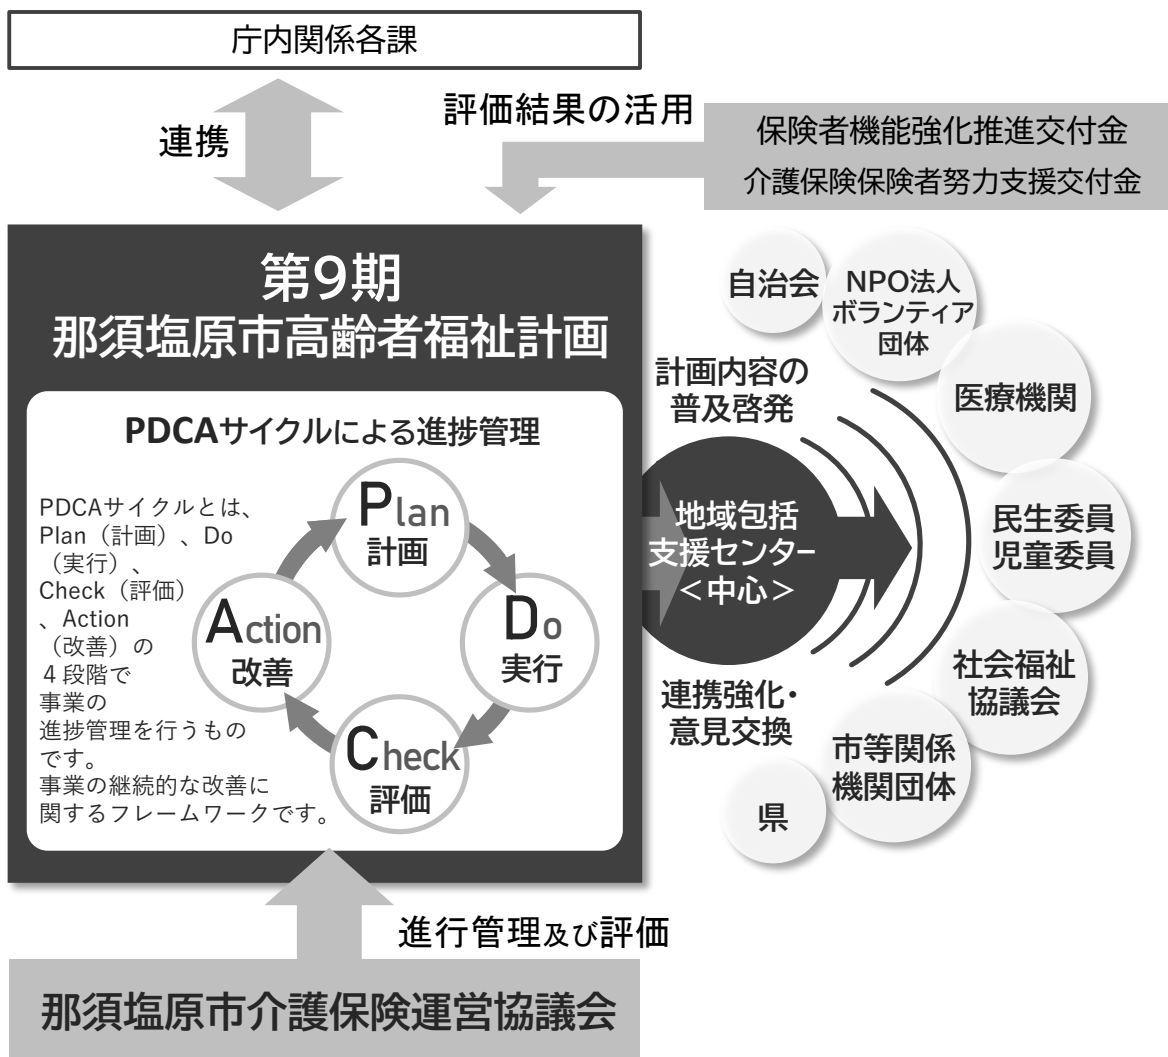 庁内関係各課
連携
評価結果の活用
保険者機能強化推進交付金
介護保険保険者努力支援交付金
第9期
那須塩原市高齢者福祉計画
PDCAサイクルによる進捗管理
PDCAサイクルとは、
Plan（計画）、Do
（実行）、
Check（評価）
、Action
（改善）の
４段階で
事業の
進捗管理を行うもの
です。
事業の継続的な改善に
関するフレームワークです。
Plan
計画
Do
実行
Check
評価
Action
改善
計画内容の
普及啓発
地域包括
支援センター
＜中心＞
連携強化・
意見交換
自治会
NPO法人
ボランティア
団体
医療機関
民生委員
児童委員
社会福祉
協議会
市等関係
機関団体
県
進行管理及び評価
那須塩原市介護保険運営協議会